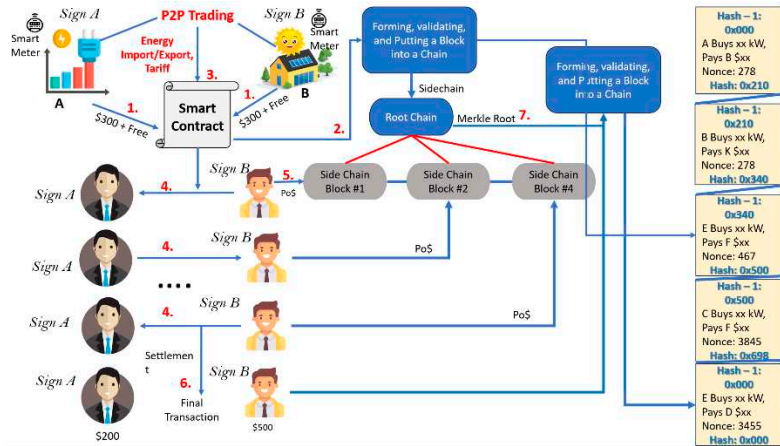 Sign A
P2P Trading
Sign B
Smart
Meter
Smart
Meter
Energy
Import/Export,
Tariff
A
B
1.
$300 + Free
3.
1.
$300 + Free
Smart
Contract
2.
Forming, validating,
and Putting a Block
into a Chain
Sidechain
Root Chain
Merkle Root
7.
Forming, validating,
and Putting a Block
into a Chain
Sign A
4.
Sign B
5.
Po$
Side Chain
Block #1
Side Chain
Block #2
Side Chain
Block #4
Sign A
4.
Sign B
Po$
....
Sign A
4.
Sign B
Po$
Settlemen
t
Sign A
6.
Final
Transaction
Sign B
$200
$500
Hash – 1:
0x000
A Buys xx kW,
Pays B $xx
Nonce: 278
Hash: 0x210
Hash – 1:
0x210
B Buys xx kW,
Pays K $xx
Nonce: 278
Hash: 0x340
Hash – 1:
0x340
E Buys xx kW,
Pays F $xx
Nonce: 467
Hash: 0x500
Hash – 1:
0x500
C Buys xx kW,
Pays F $xx
Nonce: 3845
Hash: 0x698
Hash – 1:
0x000
E Buys xx kW,
Pays D $xx
Nonce: 3455
Hash: 0x000